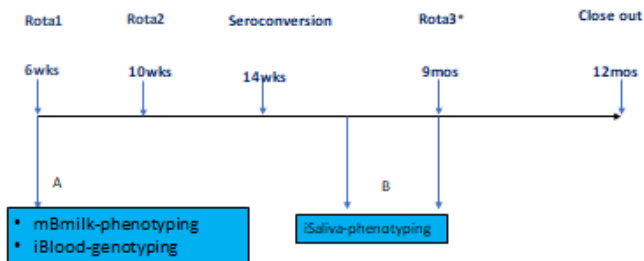 Rota1 Rota2 Seroconversion Rota3* Close out
6wks 10wks 14wks 9mos 12mos
A B
• mBmilk-phenotyping
• iBlood-genotyping
iSaliva-phenotyping